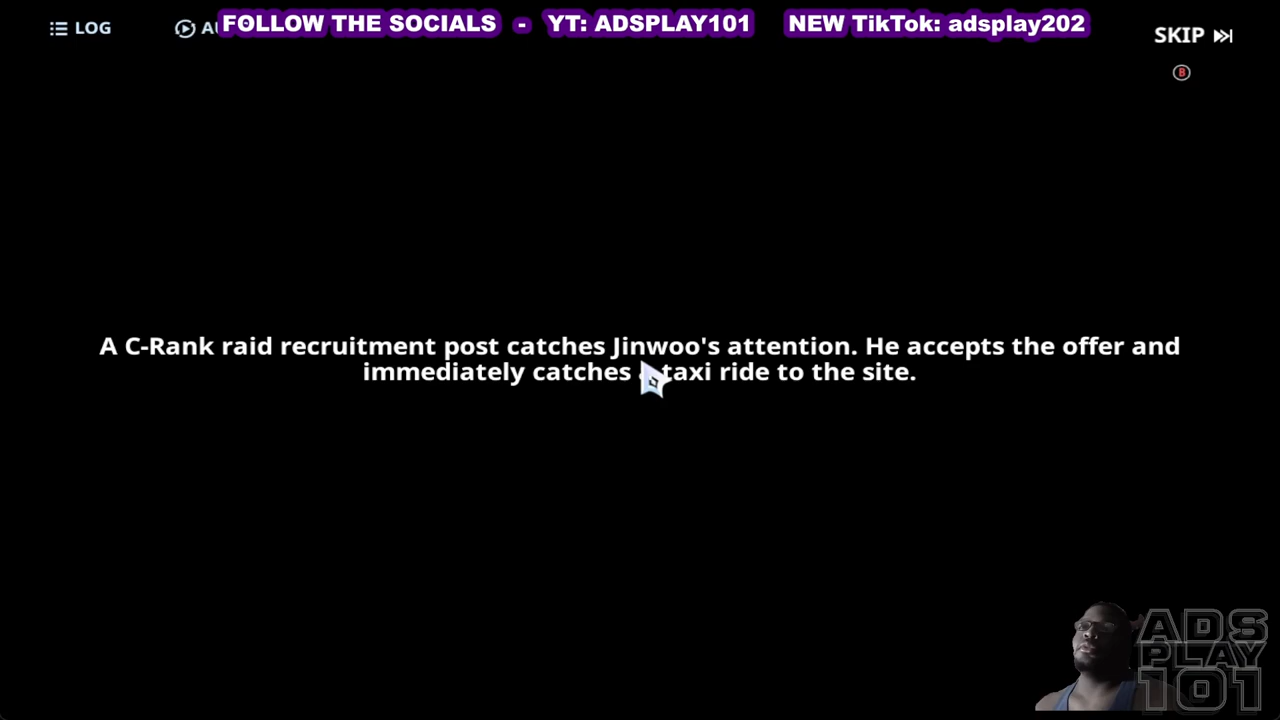 LOG
FOLLOW THE SOCIALS - YT: ADSPLAY101 NEW TikTok: adsplay202
SKIP
B
A C-Rank raid recruitment post catches Jinwoo's attention. He accepts the offer and
immediately catches a taxi ride to the site.
ADS
PLAY
101